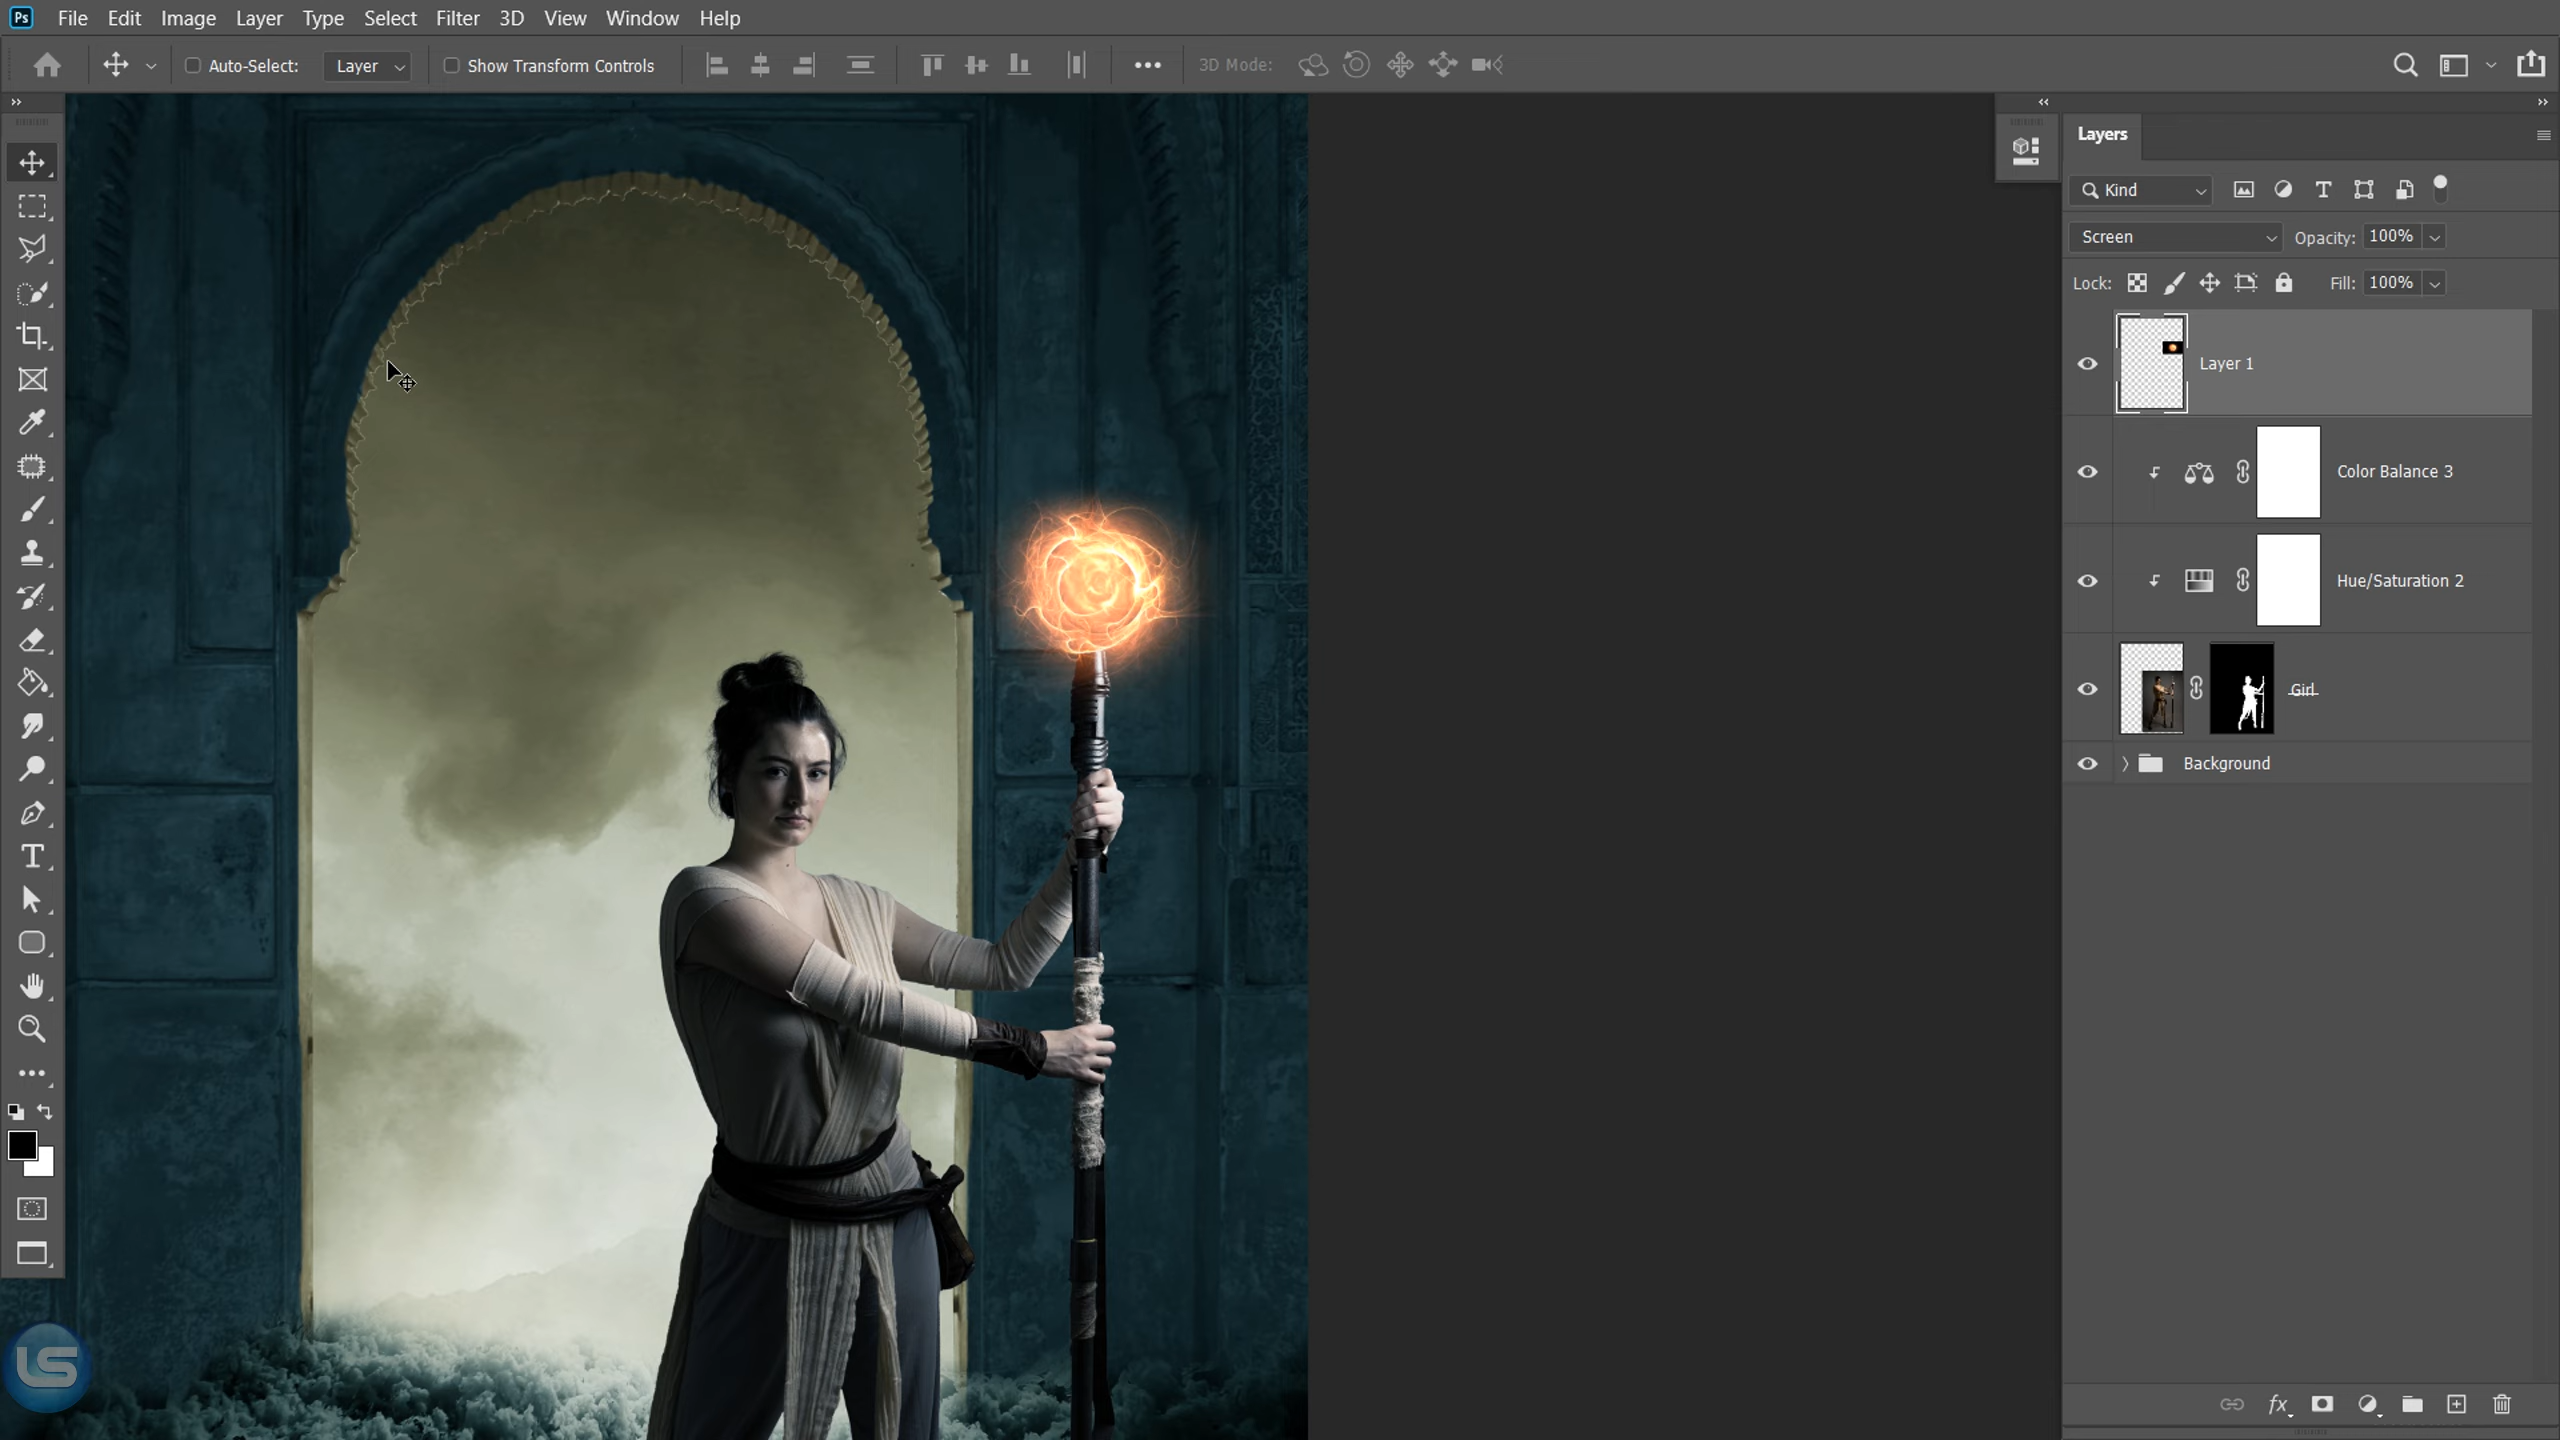 Ps File Edit Image Layer Type Select Filter 3D View Window Help
Auto-Select: Layer Show Transform Controls 3D Mode:
Layers
Kind
Screen Opacity: 100%
Lock: Fill: 100%
Layer 1
Color Balance 3
Hue/Saturation 2
Girl
Background
fx
LS